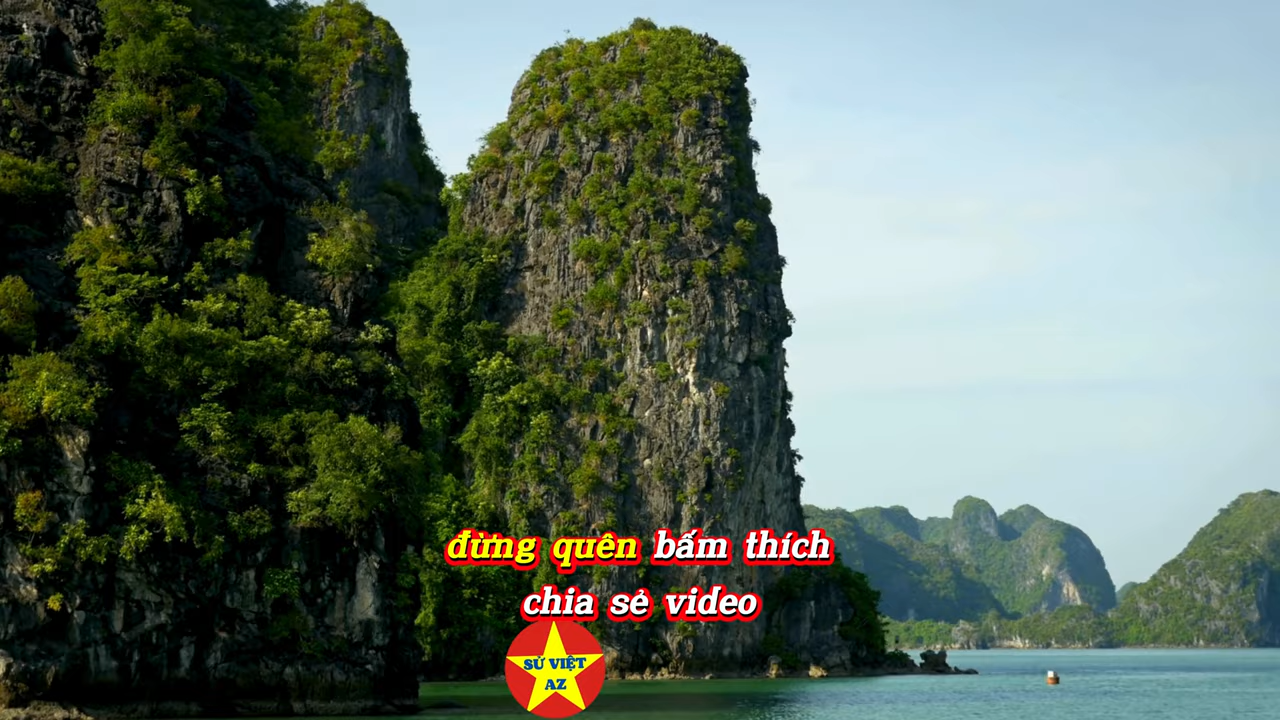 đừng quên bấm thích
chia sẻ video
SỬ VIỆT
AZ